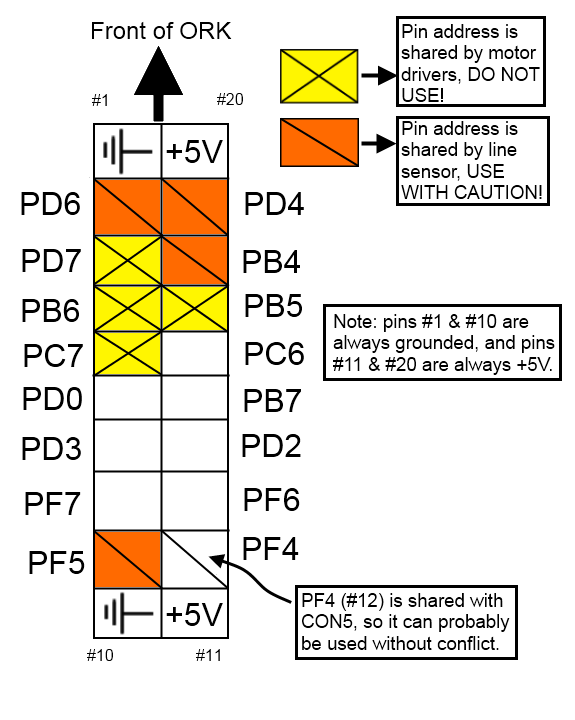 Front of ORK
#1
#20
Pin address is
shared by motor
drivers, DO NOT
USE!
Pin address is
shared by line
sensor, USE
WITH CAUTION!
+5V
PD6
PD4
PD7
PB4
PB6
PB5
PC7
PC6
PD0
PB7
PD3
PD2
PF7
PF6
PF5
PF4
+5V
#10
#11
Note: pins #1 & #10 are
always grounded, and pins
#11 & #20 are always +5V.
PF4 (#12) is shared with
CON5, so it can probably
be used without conflict.